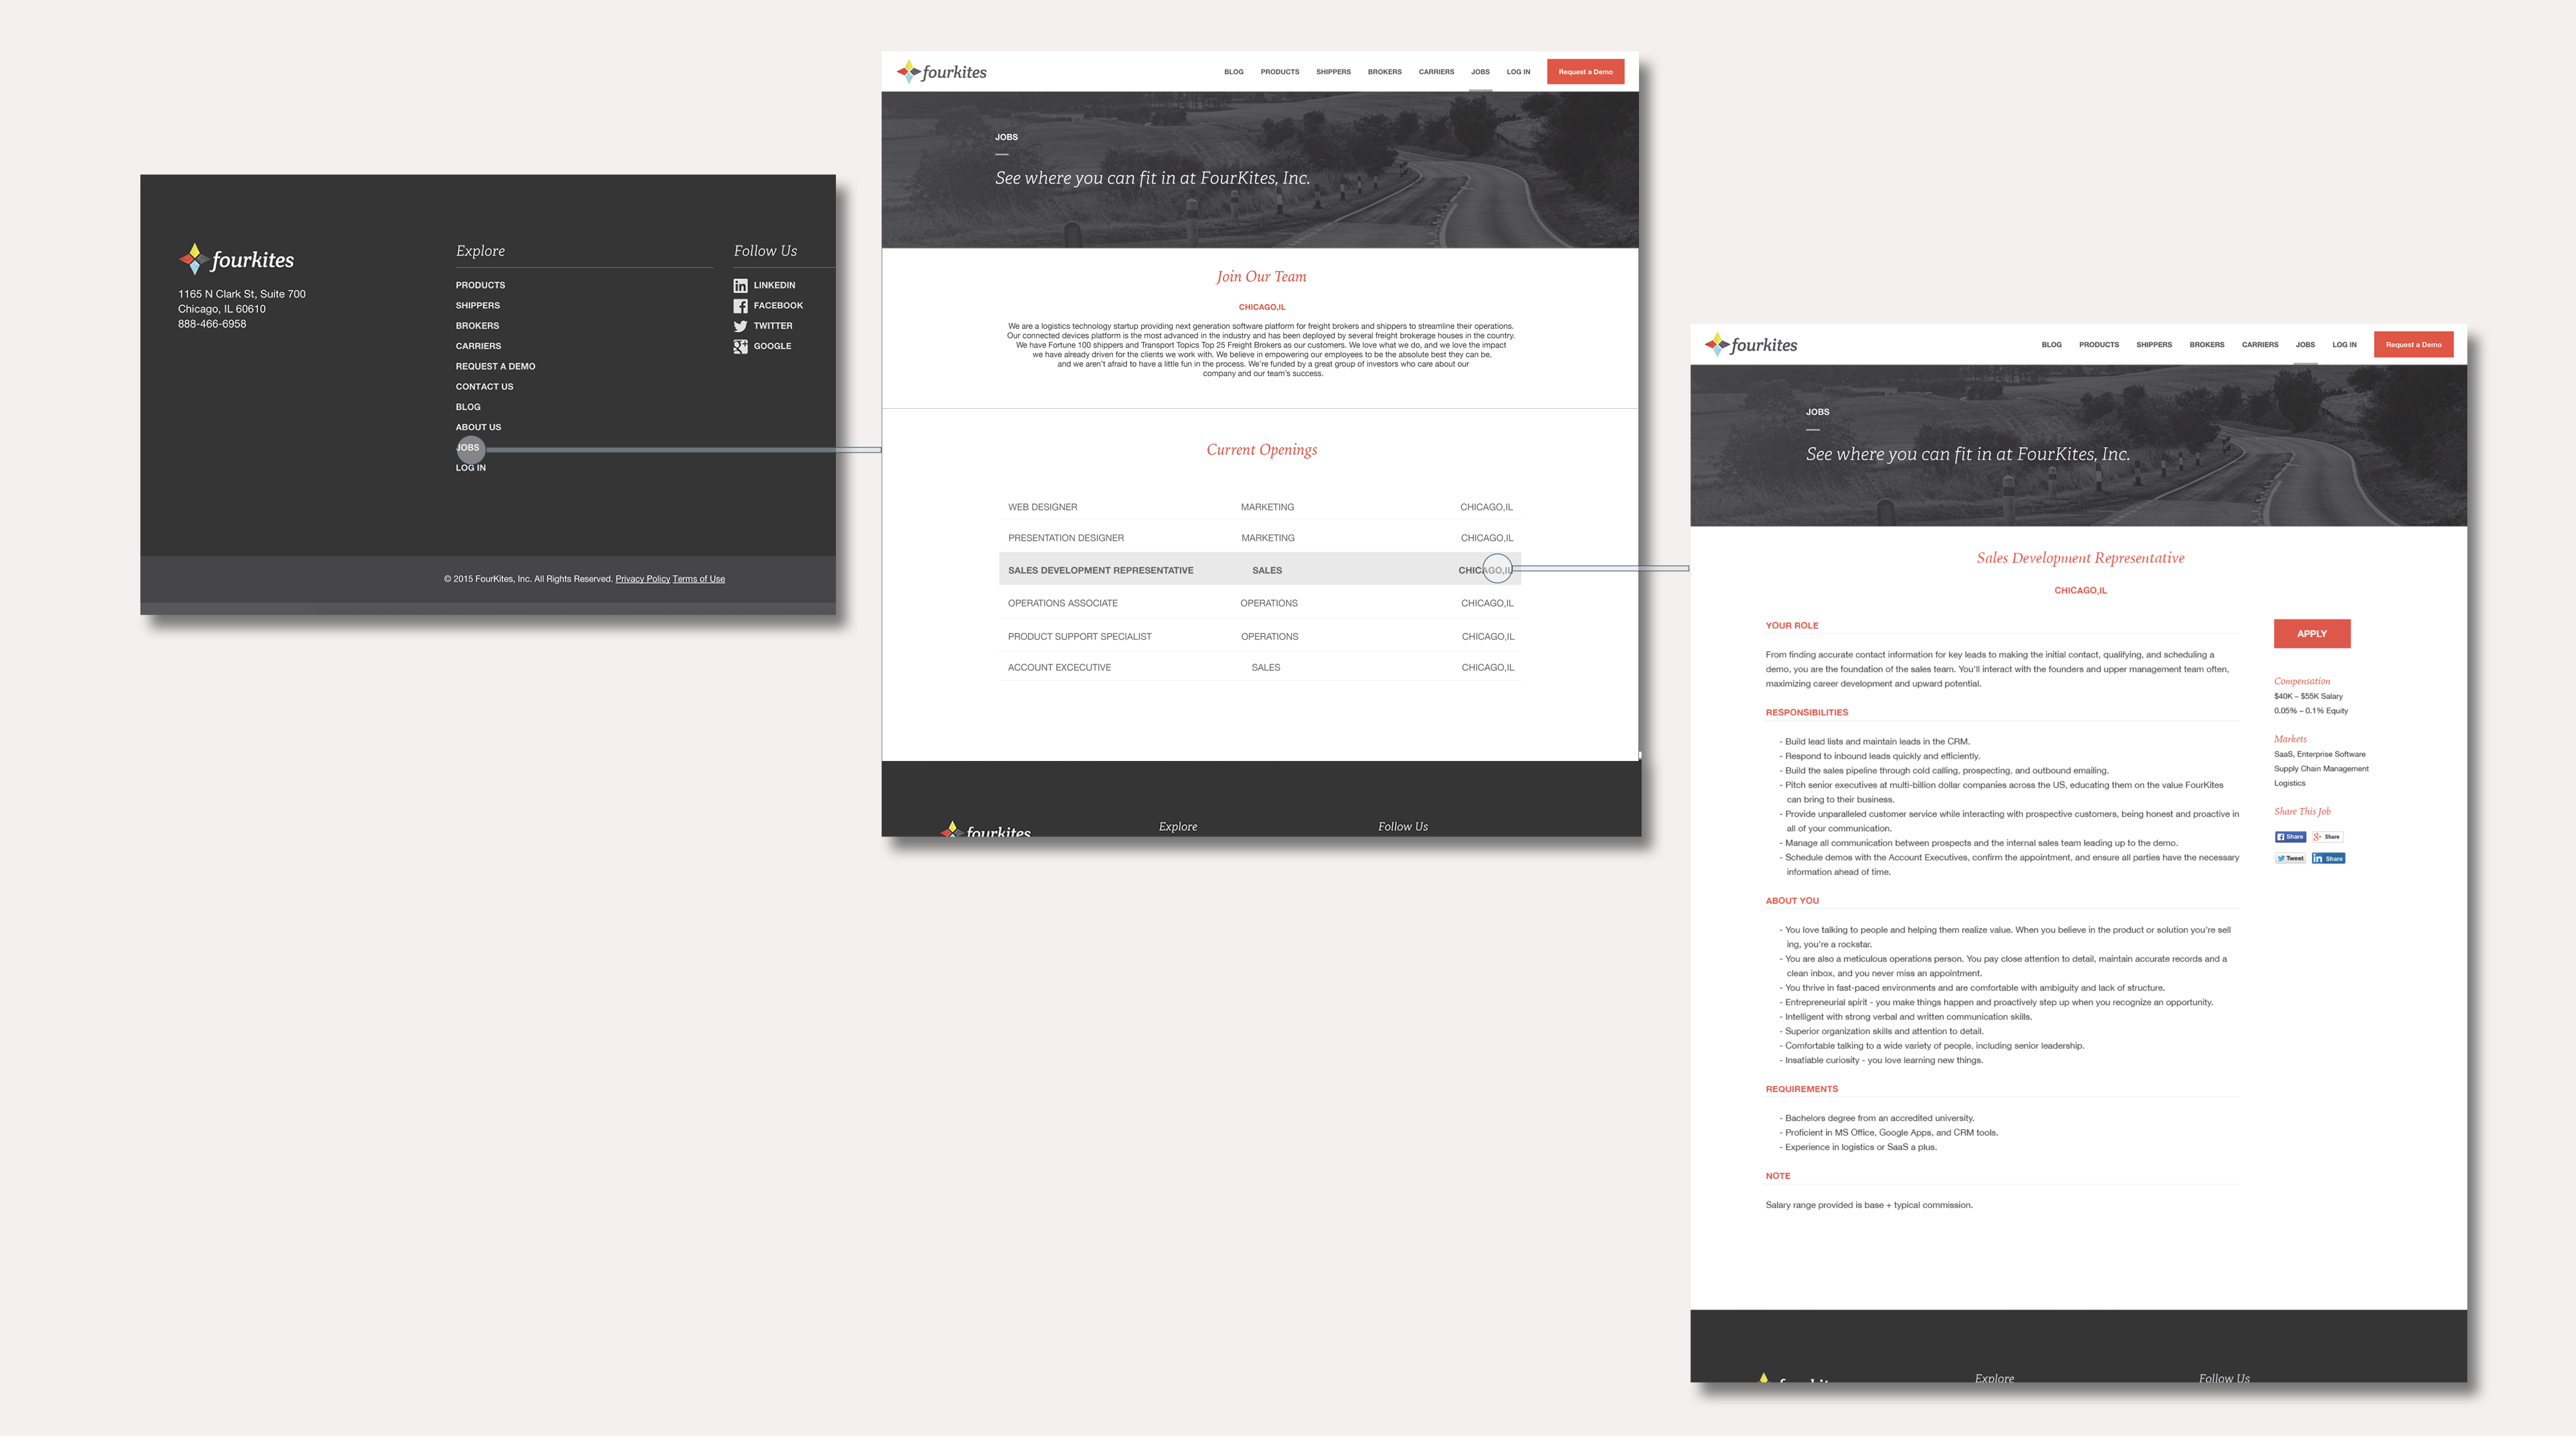 fourkites
1165 N Clark St, Suite 700
Chicago, IL 60610
888-466-6958
Explore
PRODUCTS
SHIPPERS
BROKERS
CARRIERS
REQUEST A DEMO
CONTACT US
BLOG
ABOUT US
JOBS
LOG IN
Follow Us
LINKEDIN
FACEBOOK
TWITTER
GOOGLE
© 2015 FourKites, Inc. All Rights Reserved. Privacy Policy Terms of Use
fourkites
BLOG PRODUCTS SHIPPERS BROKERS CARRIERS JOBS LOG IN Request a Demo
JOBS
See where you can fit in at FourKites, Inc.
Join Our Team
CHICAGO,IL
We are a logistics technology startup providing next generation software platform for freight brokers and shippers to streamline their operations.
Our connected devices platform is the most advanced in the industry and has been deployed by several freight brokerage houses in the country.
We have Fortune 100 shippers and Transport Topics Top 25 Freight Brokers as our customers. We love what we do, and we love the impact
we have already driven for the clients we work with. We believe in empowering our employees to be the absolute best they can be,
and we aren't afraid to have a little fun in the process. We're funded by a great group of investors who care about our
company and our team's success.
Current Openings
WEB DESIGNER MARKETING CHICAGO,IL
PRESENTATION DESIGNER MARKETING CHICAGO,IL
SALES DEVELOPMENT REPRESENTATIVE SALES CHICAGO,IL
OPERATIONS ASSOCIATE OPERATIONS CHICAGO,IL
PRODUCT SUPPORT SPECIALIST OPERATIONS CHICAGO,IL
ACCOUNT EXCECUTIVE SALES CHICAGO,IL
fourkites Explore Follow Us
fourkites
BLOG PRODUCTS SHIPPERS BROKERS CARRIERS JOBS LOG IN Request a Demo
JOBS
See where you can fit in at FourKites, Inc.
Sales Development Representative
CHICAGO,IL
YOUR ROLE
From finding accurate contact information for key leads to making the initial contact, qualifying, and scheduling a
demo, you are the foundation of the sales team. You'll interact with the founders and upper management team often,
maximizing career development and upward potential.
RESPONSIBILITIES
- Build lead lists and maintain leads in the CRM.
- Respond to inbound leads quickly and efficiently.
- Build the sales pipeline through cold calling, prospecting, and outbound emailing.
- Pitch senior executives at multi-billion dollar companies across the US, educating them on the value FourKites
can bring to their business.
- Provide unparalleled customer service while interacting with prospective customers, being honest and proactive in
all of your communication.
- Manage all communication between prospects and the internal sales team leading up to the demo.
- Schedule demos with the Account Executives, confirm the appointment, and ensure all parties have the necessary
information ahead of time.
ABOUT YOU
- You love talking to people and helping them realize value. When you believe in the product or solution you're sell
ing, you're a rockstar.
- You are also a meticulous operations person. You pay close attention to detail, maintain accurate records and a
clean inbox, and you never miss an appointment.
- You thrive in fast-paced environments and are comfortable with ambiguity and lack of structure.
- Entrepreneurial spirit - you make things happen and proactively step up when you recognize an opportunity.
- Intelligent with strong verbal and written communication skills.
- Superior organization skills and attention to detail.
- Comfortable talking to a wide variety of people, including senior leadership.
- Insatiable curiosity - you love learning new things.
REQUIREMENTS
- Bachelors degree from an accredited university.
- Proficient in MS Office, Google Apps, and CRM tools.
- Experience in logistics or SaaS a plus.
NOTE
Salary range provided is base + typical commission.
APPLY
Compensation
$40K – $55K Salary
0.05% – 0.1% Equity
Markets
SaaS, Enterprise Software
Supply Chain Management
Logistics
Share This Job
Share Share
Tweet Share
Explore Follow Us